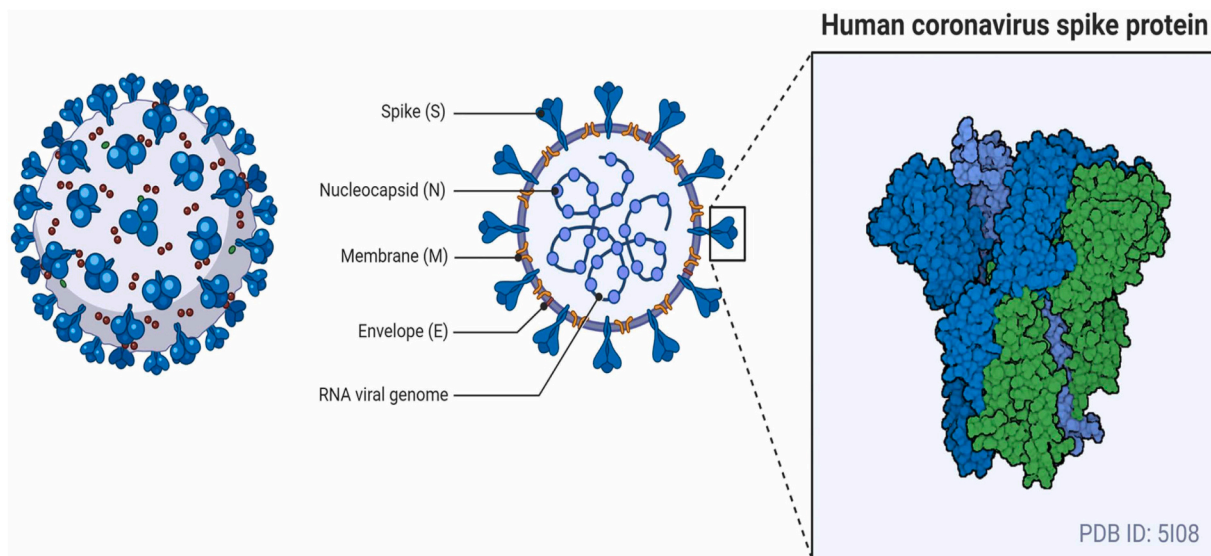 Human coronavirus spike protein
Spike (S)
Nucleocapsid (N)
Membrane (M)
Envelope (E)
RNA viral genome
PDB ID: 5I08